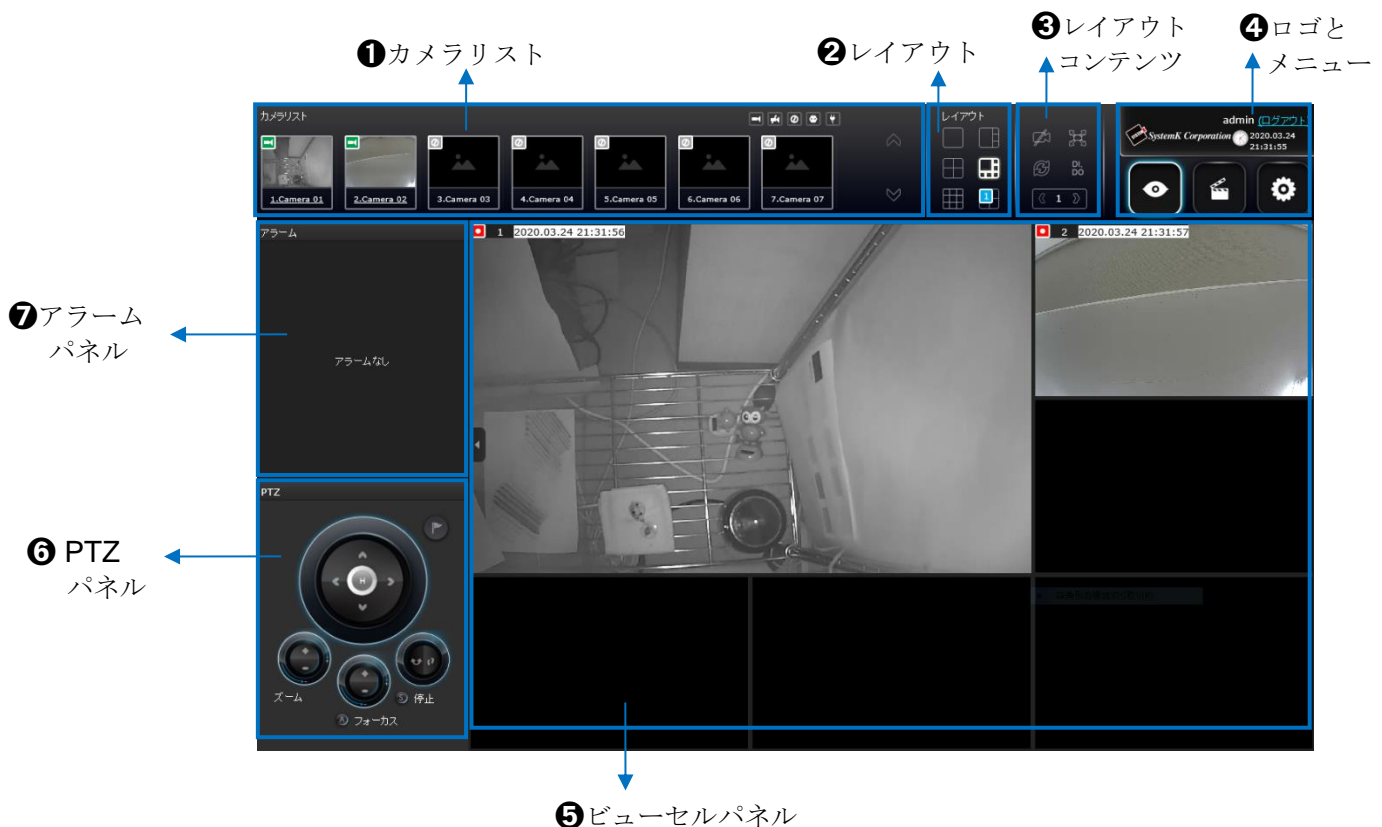 ❶カメラリスト
❷レイアウト
❸レイアウト
コンテンツ
❹ロゴと
メニュー
カメラリスト
レイアウト
admin (ログアウト)
SystemK Corporation
2020.03.24
21:31:55
DI,
DO
1
1
1.Camera 01
2.Camera 02
3.Camera 03
4.Camera 04
5.Camera 05
6.Camera 06
7.Camera 07
アラーム
1 2020.03.24 21:31:56
2 2020.03.24 21:31:57
❼アラーム
パネル
アラームなし
PTZ
H
❻ PTZ
パネル
ズーム
停止
A フォーカス
❺ビューセルパネル